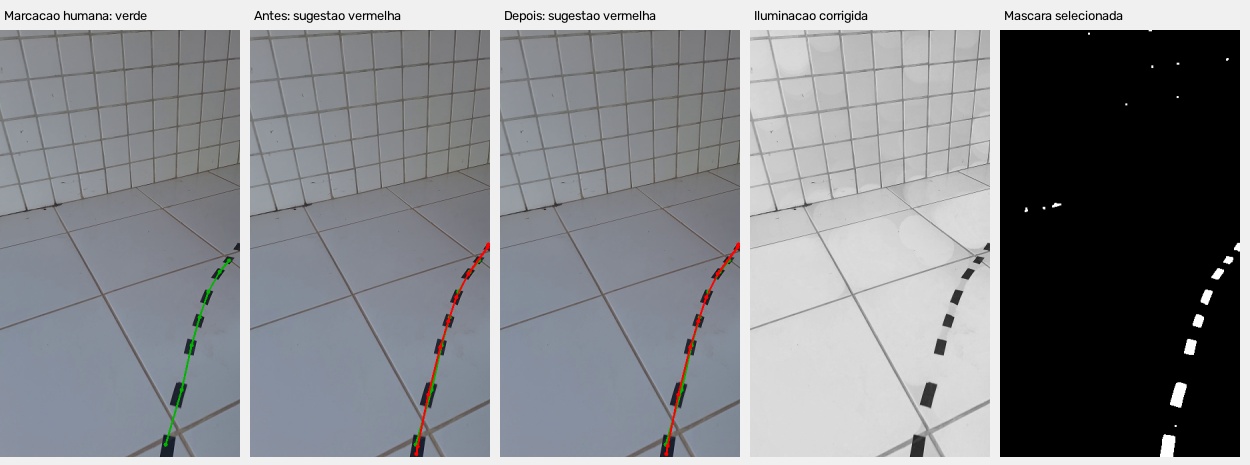 Marcacao humana: verde
Antes: sugestao vermelha
Depois: sugestao vermelha
Iluminacao corrigida
Mascara selecionada